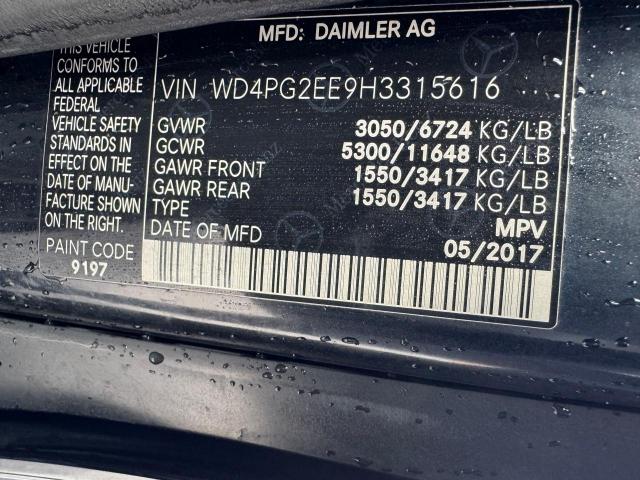 MFD: DAIMLER AG
THIS VEHICLE
CONFORMS TO
ALL APPLICABLE
FEDERAL
VEHICLE SAFETY
STANDARDS IN
EFFECT ON THE
DATE OF MANU-
FACTURE SHOWN
ON THE RIGHT.
PAINT CODE
9197
VIN WD4PG2EE9H3315616
GVWR 3050/6724 KG/LB
GCWR 5300/11648 KG/LB
GAWR FRONT 1550/3417 KG/LB
GAWR REAR 1550/3417 KG/LB
TYPE MPV
DATE OF MFD 05/2017